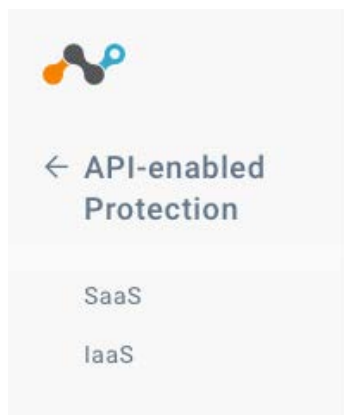 ← API-enabled
Protection
SaaS
IaaS